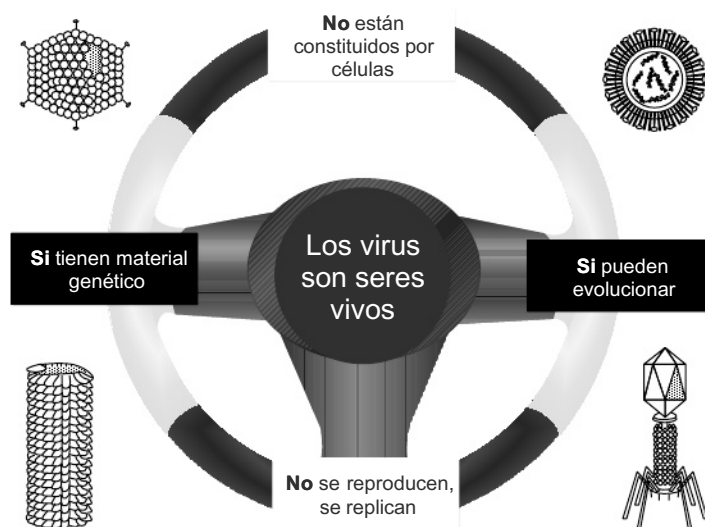 No están
constituidos por
células
Si tienen material
genético
Los virus
son seres
vivos
Si pueden
evolucionar
No se reproducen,
se replican